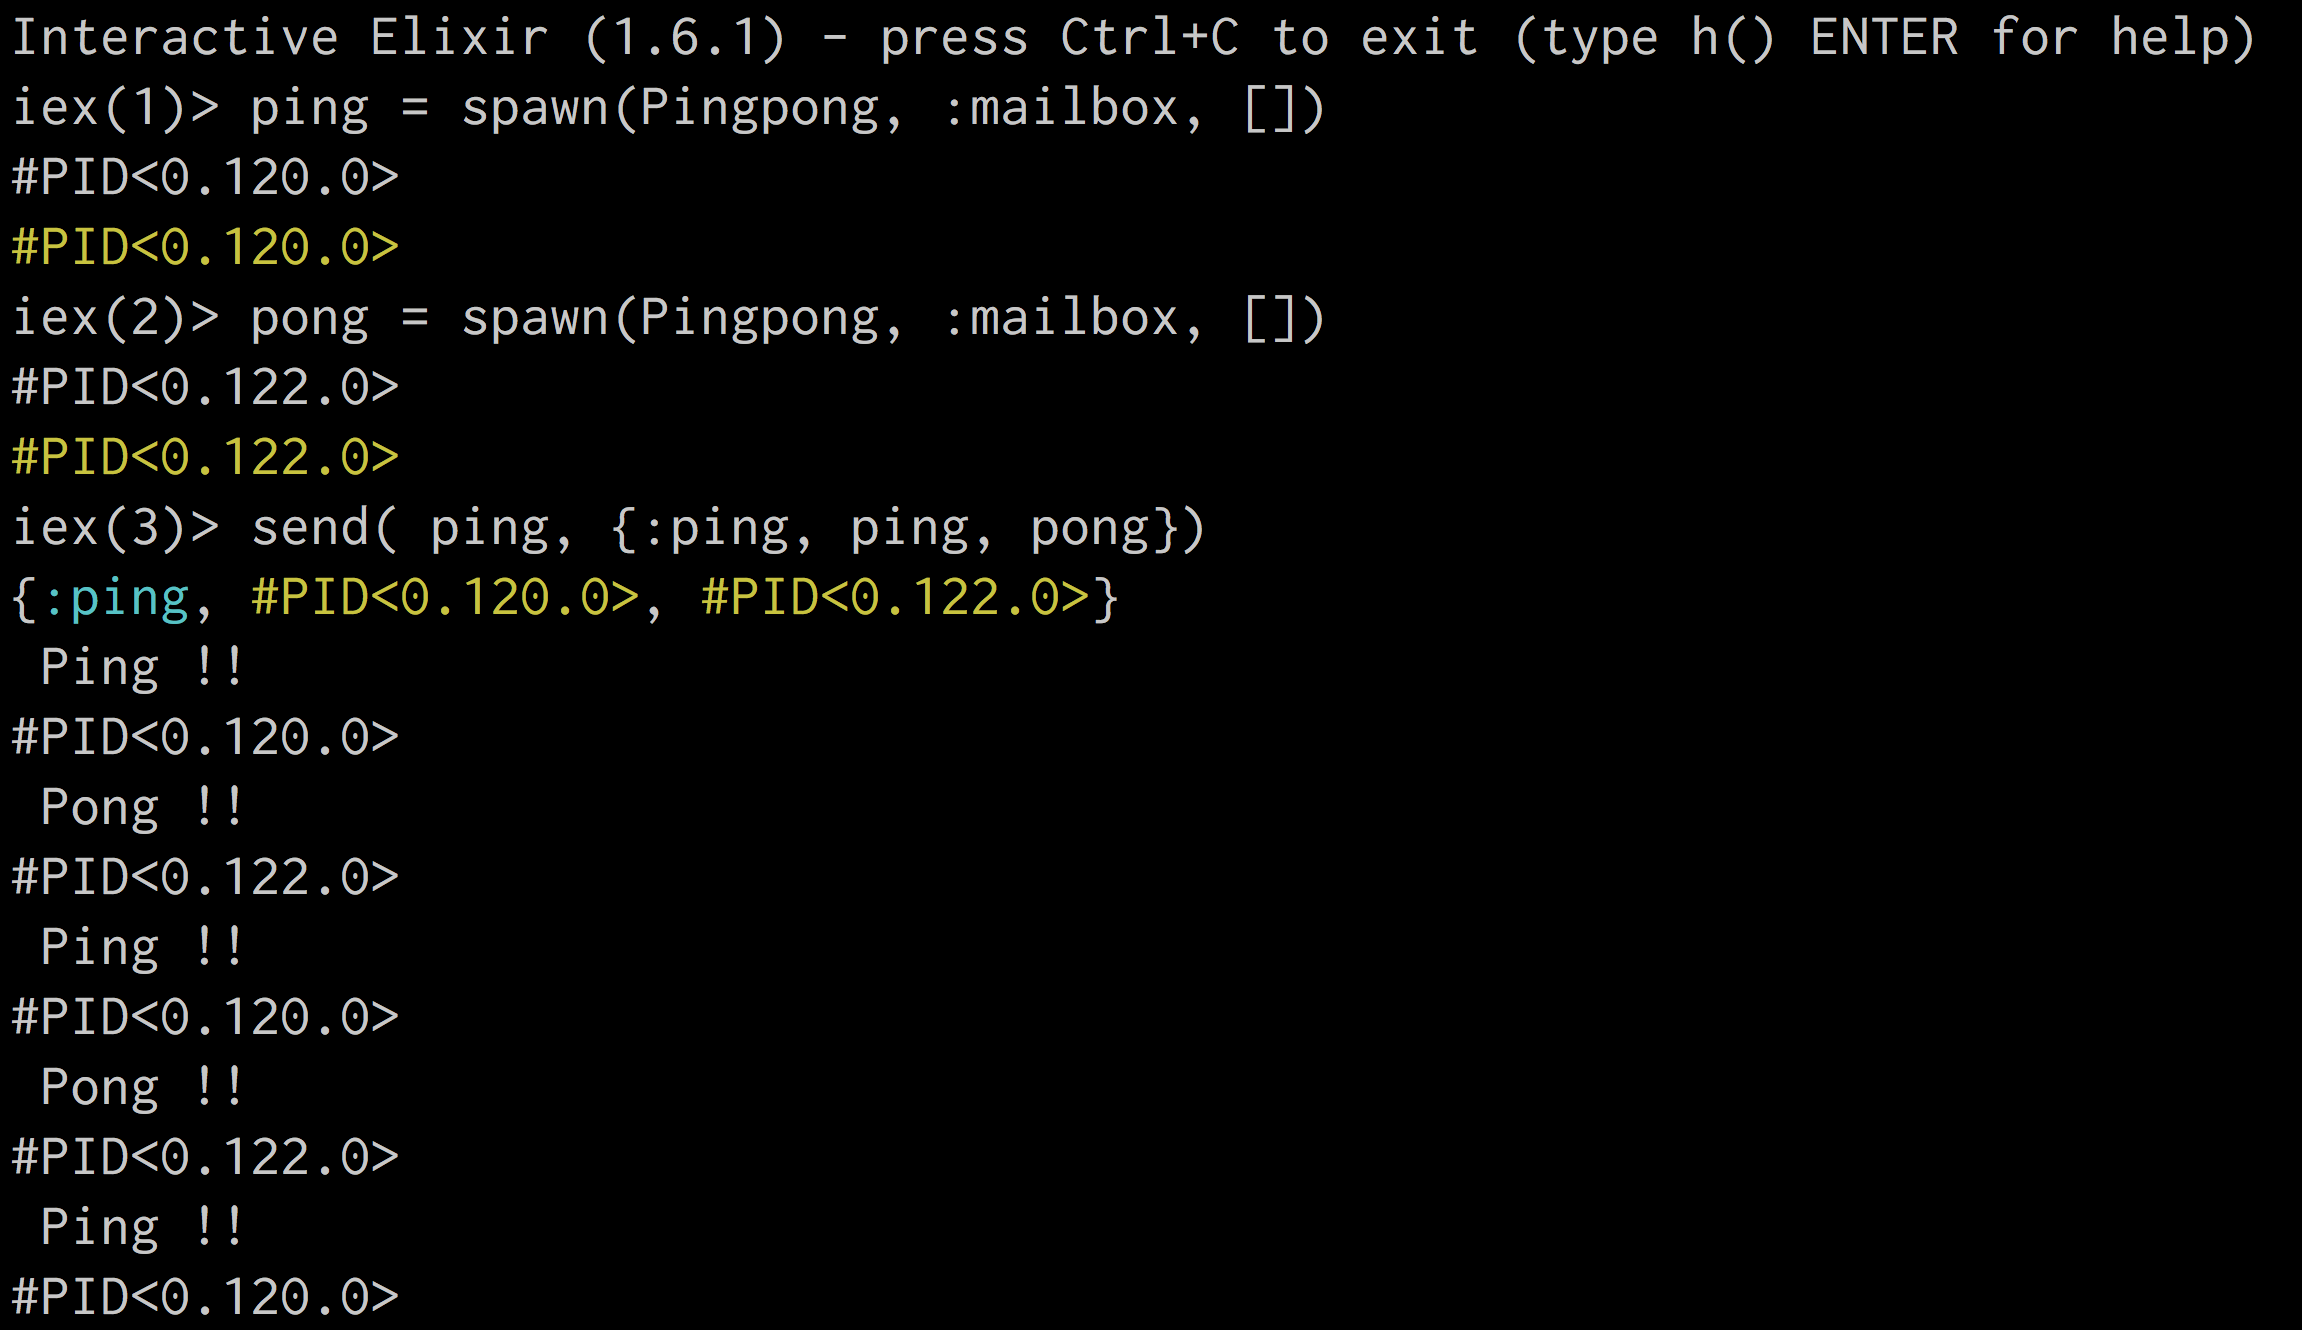 Interactive Elixir (1.6.1) - press Ctrl+C to exit (type h() ENTER for help)
iex(1)> ping = spawn(Pingpong, :mailbox, [])
#PID<0.120.0>
#PID<0.120.0>
iex(2)> pong = spawn(Pingpong, :mailbox, [])
#PID<0.122.0>
#PID<0.122.0>
iex(3)> send( ping, {:ping, ping, pong})
{:ping, #PID<0.120.0>, #PID<0.122.0>}
 Ping !!
#PID<0.120.0>
 Pong !!
#PID<0.122.0>
 Ping !!
#PID<0.120.0>
 Pong !!
#PID<0.122.0>
 Ping !!
#PID<0.120.0>